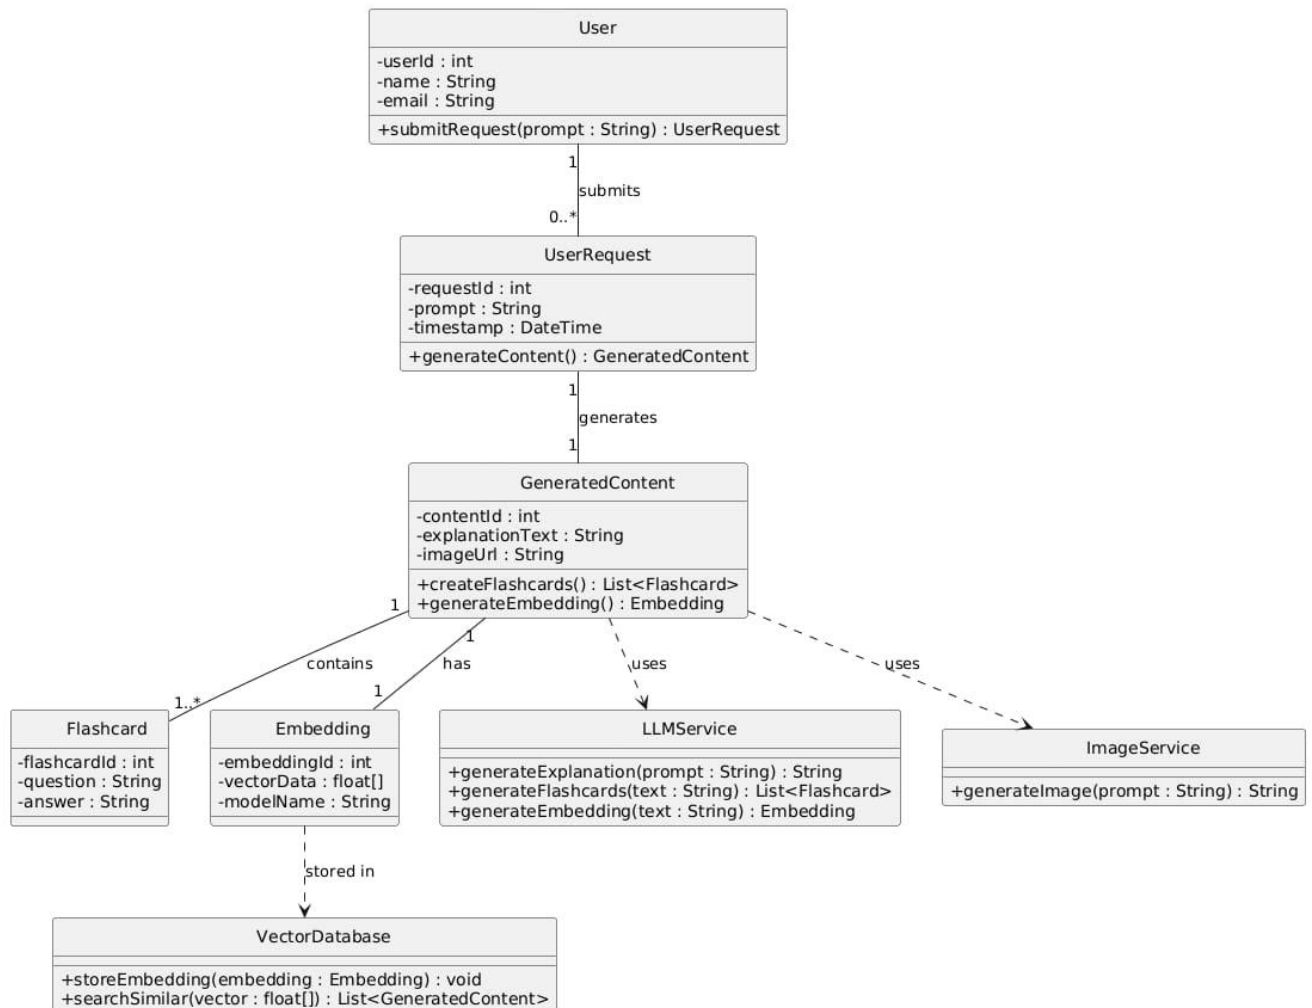 User
-userId : int
-name : String
-email : String
+submitRequest(prompt : String) : UserRequest
1
submits
0..*
UserRequest
-requestId : int
-prompt : String
-timestamp : DateTime
+generateContent() : GeneratedContent
1
generates
1
GeneratedContent
-contentId : int
-explanationText : String
-imageUrl : String
+createFlashcards() : List<Flashcard>
+generateEmbedding() : Embedding
1
contains
1..*
1
has
1
uses
uses
Flashcard
-flashcardId : int
-question : String
-answer : String
Embedding
-embeddingId : int
-vectorData : float[]
-modelName : String
LLMService
+generateExplanation(prompt : String) : String
+generateFlashcards(text : String) : List<Flashcard>
+generateEmbedding(text : String) : Embedding
ImageService
+generateImage(prompt : String) : String
stored in
VectorDatabase
+storeEmbedding(embedding : Embedding) : void
+searchSimilar(vector : float[]) : List<GeneratedContent>